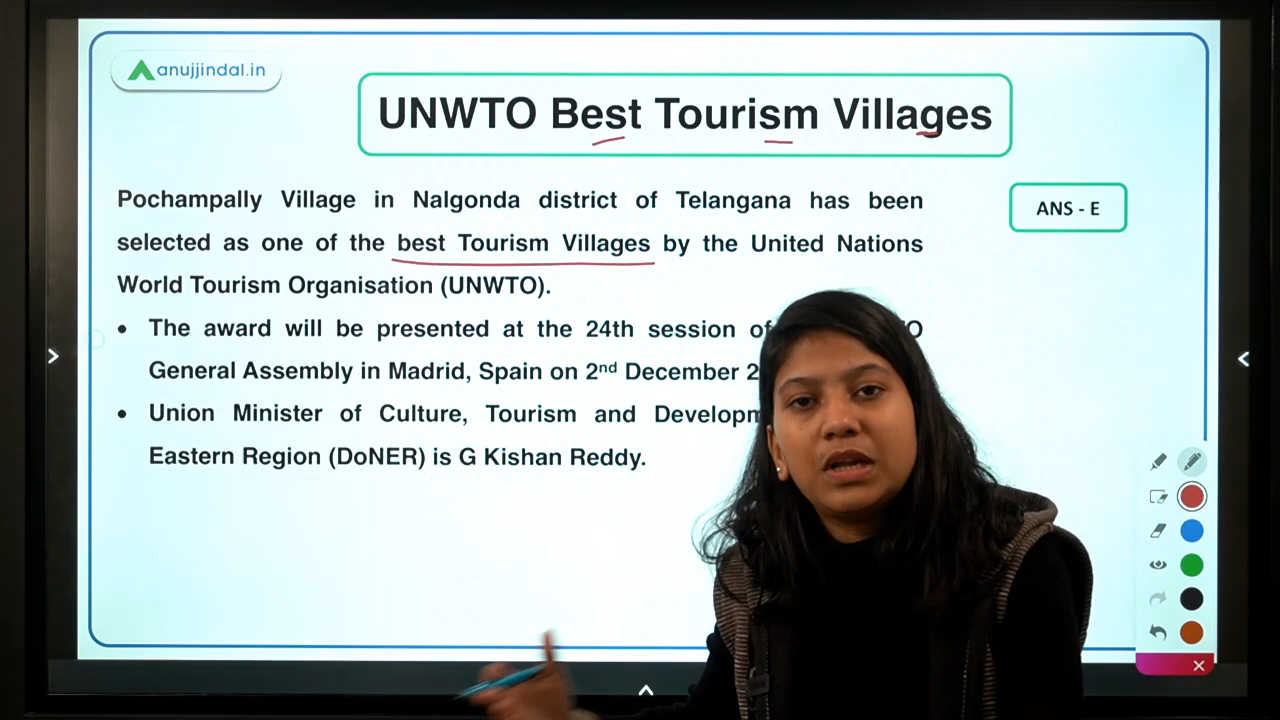 anujjindal.in
UNWTO Best Tourism Villages
Pochampally Village in Nalgonda district of Telangana has been
selected as one of the best Tourism Villages by the United Nations
World Tourism Organisation (UNWTO).
ANS - E
• The award will be presented at the 24th session of
General Assembly in Madrid, Spain on 2nd December
• Union Minister of Culture, Tourism and
Eastern Region (DoNER) is G Kishan Reddy.